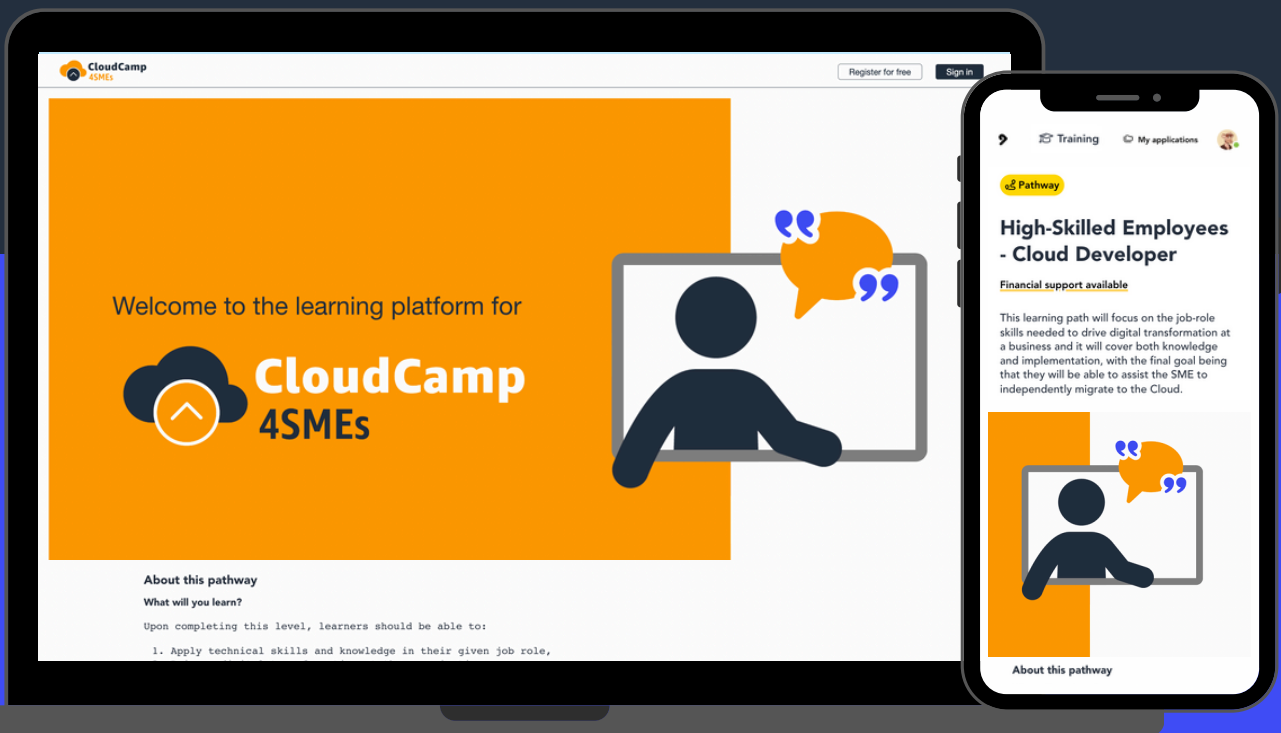 CloudCamp
4SMEs
Register for free
Sign in
Welcome to the learning platform for
CloudCamp
4SMEs
About this pathway
What will you learn?
Upon completing this level, learners should be able to:
1. Apply technical skills and knowledge in their given job role,
Training
My applications
Pathway
High-Skilled Employees
- Cloud Developer
Financial support available
This learning path will focus on the job-role
skills needed to drive digital transformation at
a business and it will cover both knowledge
and implementation, with the final goal being
that they will be able to assist the SME to
independently migrate to the Cloud.
About this pathway